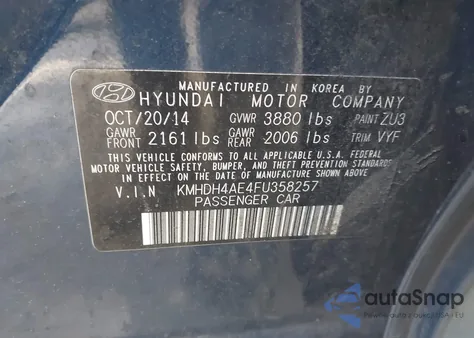 MANUFACTURED IN KOREA BY
HYUNDAI MOTOR COMPANY
OCT/20/14 GVWR 3880 lbs PAINT ZU3
GAWR FRONT 2161 lbs GAWR REAR 2006 lbs TRIM VYF
THIS VEHICLE CONFORMS TO ALL APPLICABLE U.S. FEDERAL
MOTOR VEHICLE SAFETY, BUMPER, AND THEFT PREVENTION STANDARDS
IN EFFECT ON THE DATE OF MANUFACTURE SHOWN ABOVE.
V.I.N KMHDH4AE4FU358257
PASSENGER CAR
autaSnap